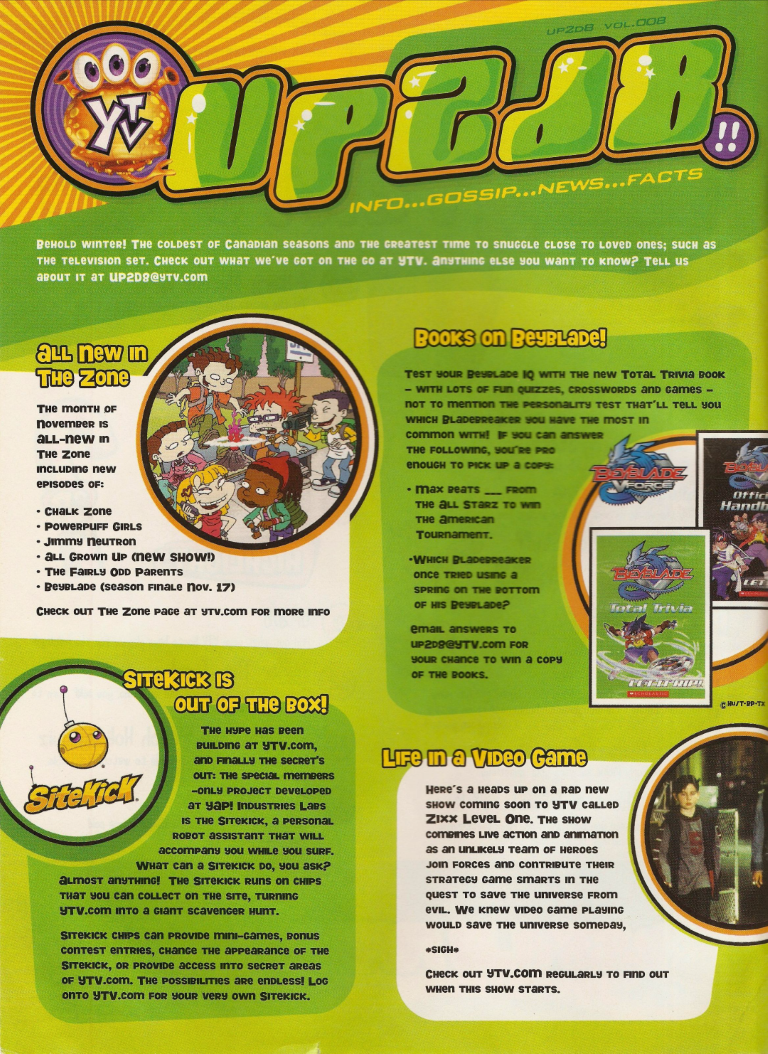 UP2D8 VOL.008
YTV
UP2D8!!
INFO...GOSSIP...NEWS...FACTS
Behold winter! The coldest of Canadian seasons and the greatest time to snuggle close to loved ones; such as
the television set. Check out what we've got on the go at YTV. Anything else you want to know? Tell us
about it at UP2D8@ytv.com
All New in
The Zone
The month of
November is
all-new in
The Zone
including new
episodes of:
• Chalk Zone
• Powerpuff Girls
• Jimmy Neutron
• All Grown Up (new show!)
• The Fairly Odd Parents
• Beyblade (season finale Nov. 17)
Check out The Zone page at ytv.com for more info
Books on Beyblade!
Test your Beyblade IQ with the new Total Trivia book
– with lots of fun quizzes, crosswords and games –
not to mention the personality test that'll tell you
which Bladebreaker you have the most in
common with! If you can answer
the following, you're pro
enough to pick up a copy:
• Max beats ___ from
the All Starz to win
the American
Tournament.
•Which Bladebreaker
once tried using a
spring on the bottom
of his Beyblade?
Email answers to
up2d8@YTV.com for
your chance to win a copy
of the books.
BEYBLADE
VFORCE
BEYBLADE
Offici
Handb
LET
BEYBLADE
Total Trivia
LET IT RIP!
SCHOLASTIC
SiteKick is
out of the box!
SiteKick
The hype has been
building at YTV.com,
and finally the secret's
out: the special members
-only project developed
at Yap! Industries Labs
is the SiteKick, a personal
robot assistant that will
accompany you while you surf.
What can a SiteKick do, you ask?
Almost anything! The SiteKick runs on chips
that you can collect on the site, turning
YTV.com into a giant scavenger hunt.
SiteKick chips can provide mini-games, bonus
contest entries, change the appearance of the
SiteKick, or provide access into secret areas
of YTV.com. The possibilities are endless! Log
onto YTV.com for your very own SiteKick.
Life in a Video Game
Here's a heads up on a rad new
show coming soon to YTV called
Zixx Level One. The show
combines live action and animation
as an unlikely team of heroes
join forces and contribute their
strategy game smarts in the
quest to save the universe from
evil. We knew video game playing
would save the universe someday,
*sigh*
Check out YTV.com regularly to find out
when this show starts.